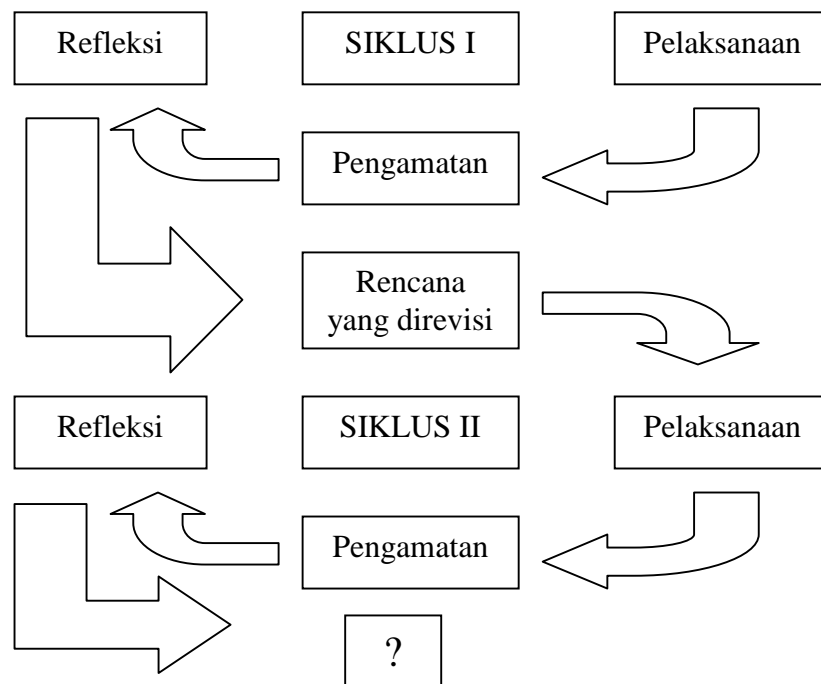 Refleksi
SIKLUS I
Pelaksanaan
Pengamatan
Rencana
yang direvisi
Refleksi
SIKLUS II
Pelaksanaan
Pengamatan
?